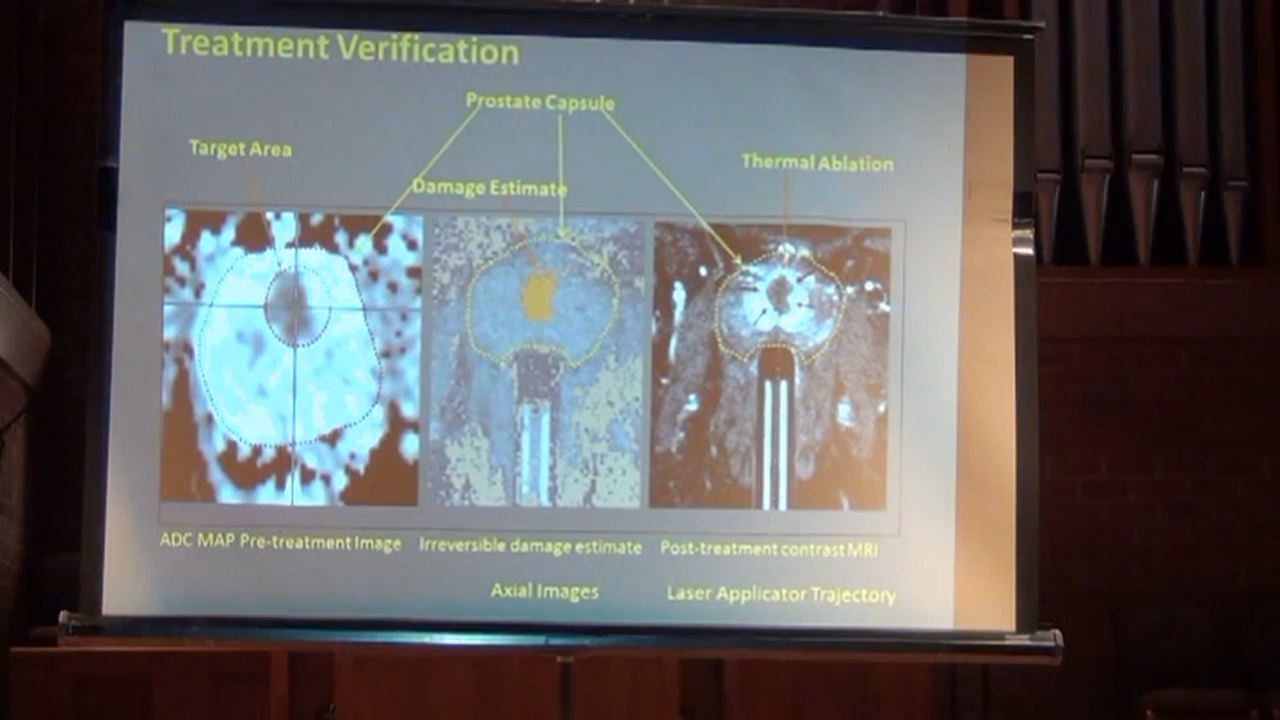 Treatment Verification
Prostate Capsule
Target Area
Thermal Ablation
Damage Estimate
ADC MAP Pre-treatment Image
Irreversible damage estimate
Post-treatment contrast MRI
Axial Images
Laser Applicator Trajectory